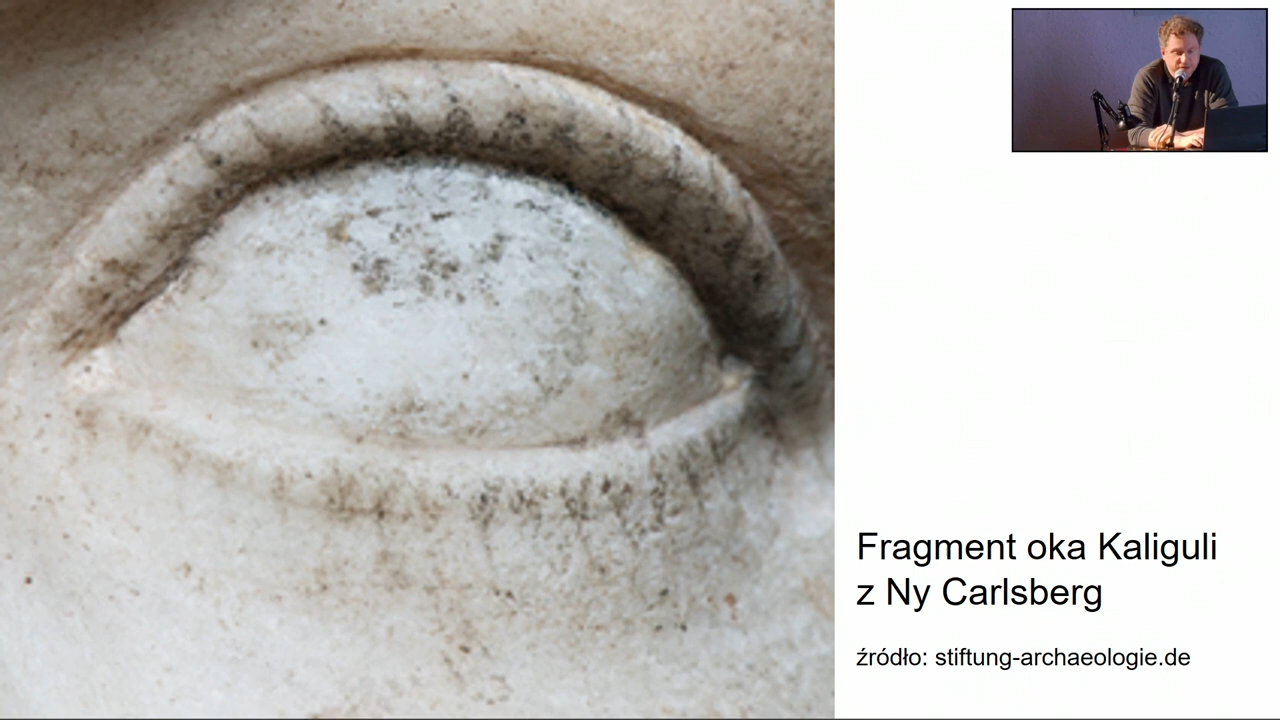 Fragment oka Kaliguli
z Ny Carlsberg
źródło: stiftung-archaeologie.de